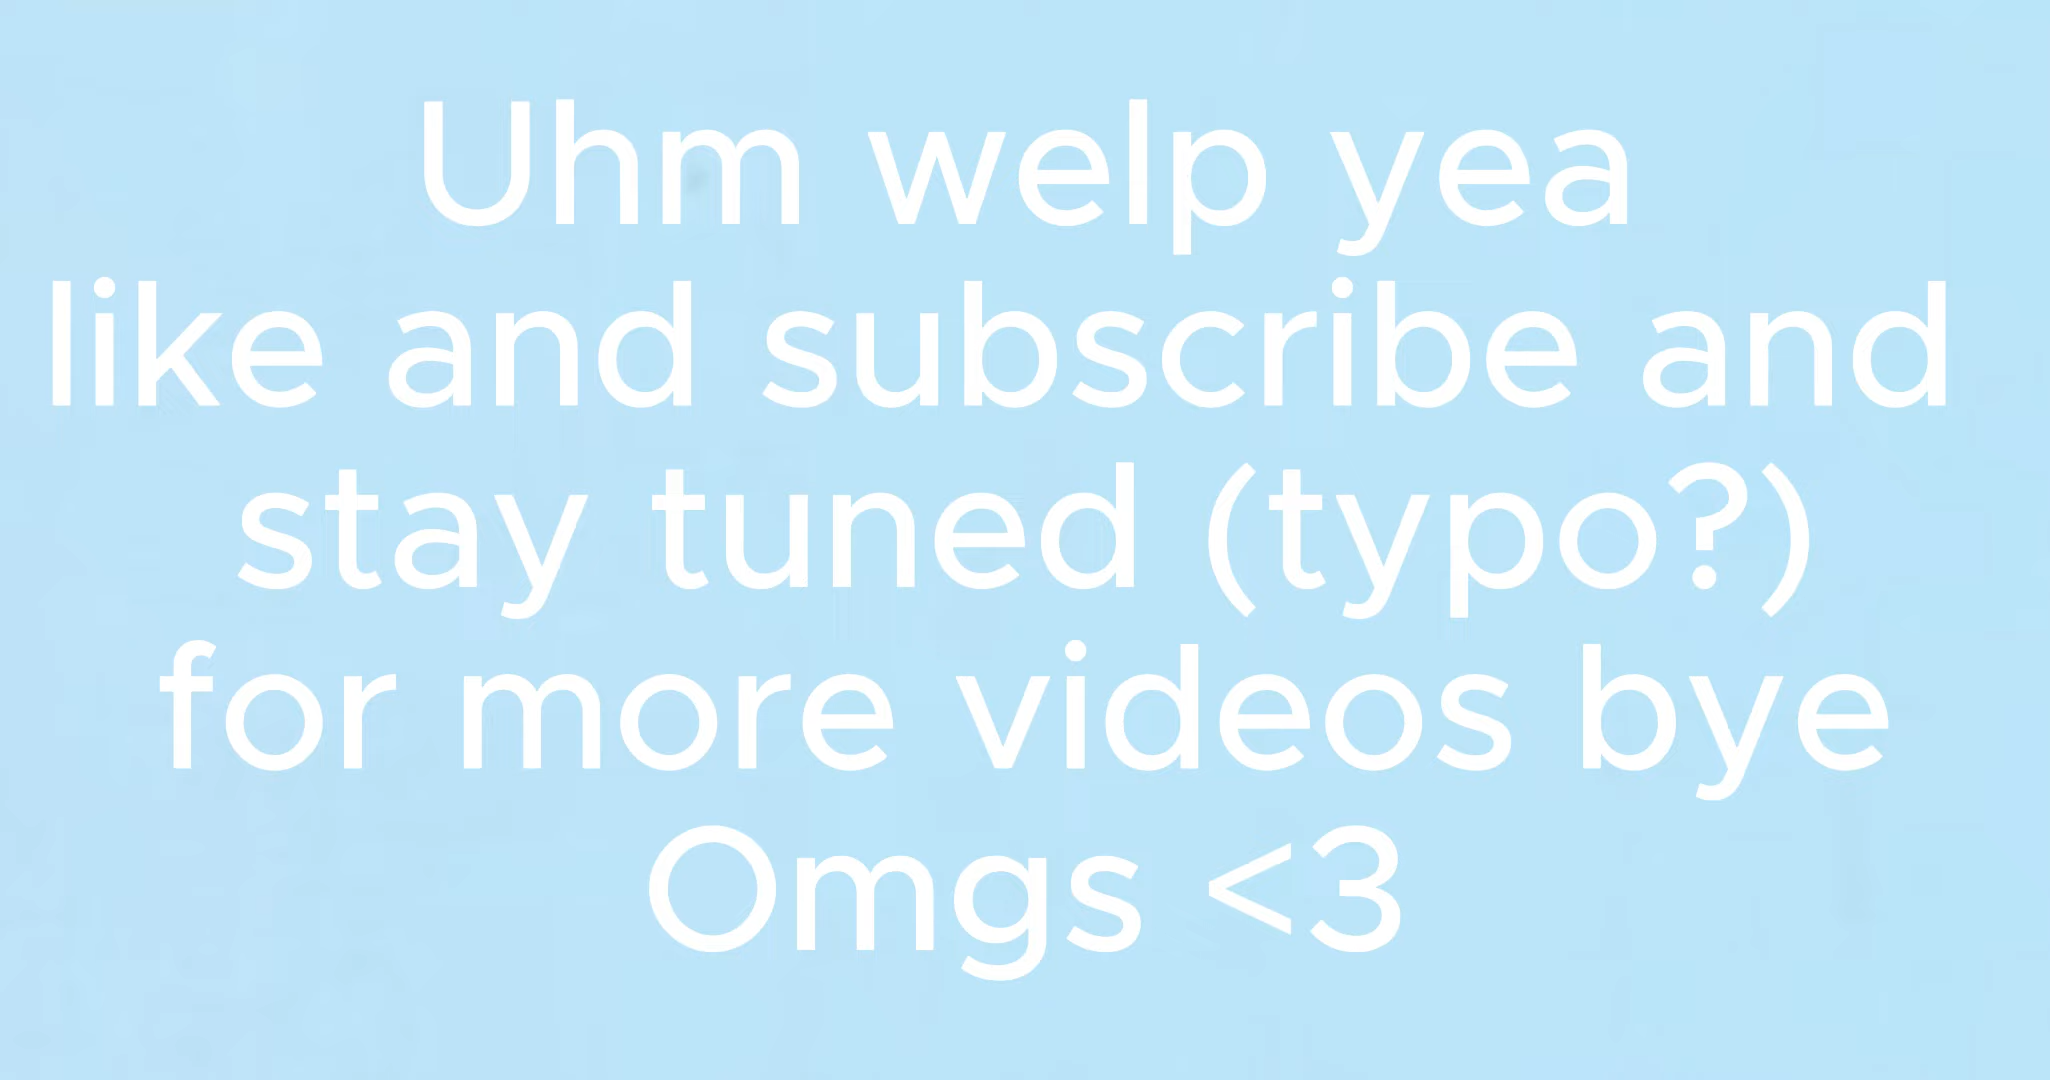 Uhm welp yea
like and subscribe and
stay tuned (typo?)
for more videos bye
Omgs <3